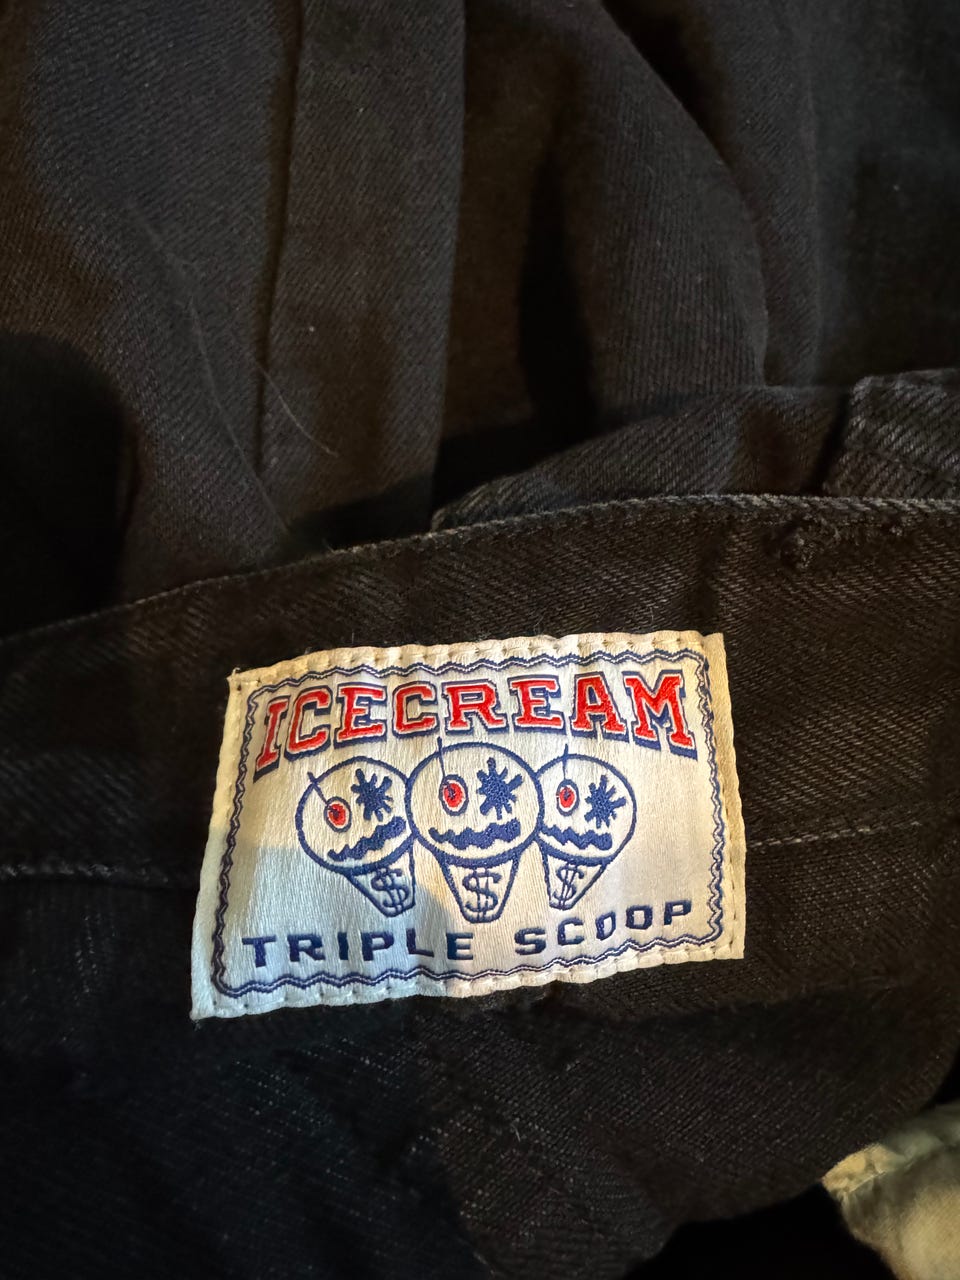 ICECREAM
$ $ $
TRIPLE SCOOP